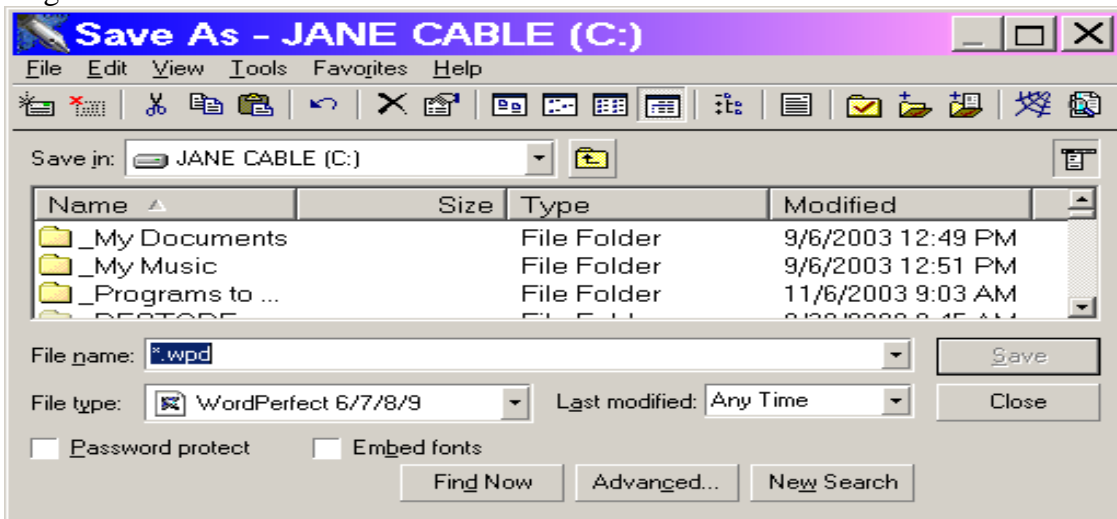 Save As - JANE CABLE (C:)
File Edit View Tools Favorites Help
Save in: JANE CABLE (C:)
Name Size Type Modified
_My Documents File Folder 9/6/2003 12:49 PM
_My Music File Folder 9/6/2003 12:51 PM
_Programs to ... File Folder 11/6/2003 9:03 AM
File name: *.wpd Save
File type: WordPerfect 6/7/8/9 Last modified: Any Time Close
Password protect Embed fonts
Find Now Advanced... New Search